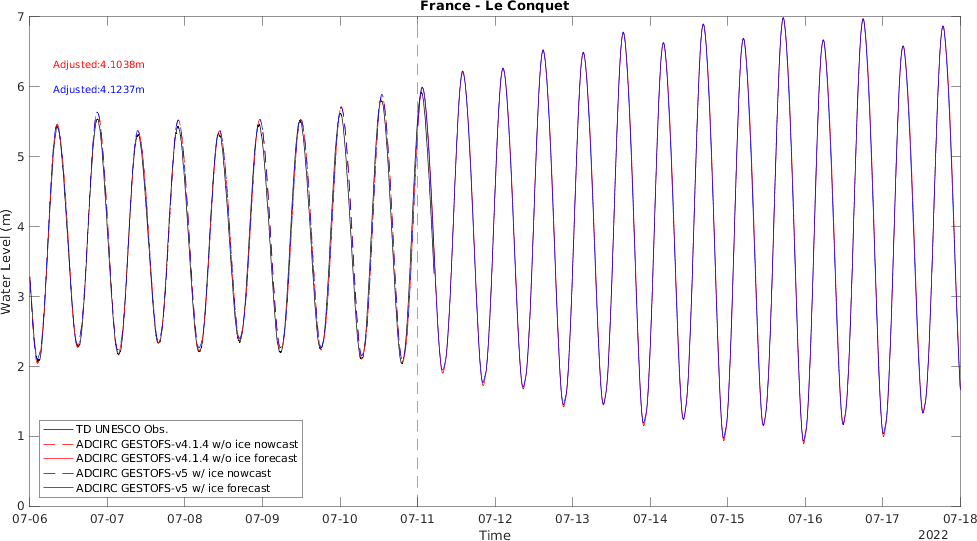 France - Le Conquet
7
Adjusted:4.1038m
6
Adjusted:4.1237m
5
4
3
2
1
0
Water Level (m)
TD UNESCO Obs.
ADCIRC GESTOFS-v4.1.4 w/o ice nowcast
ADCIRC GESTOFS-v4.1.4 w/o ice forecast
ADCIRC GESTOFS-v5 w/ ice nowcast
ADCIRC GESTOFS-v5 w/ ice forecast
07-06 07-07 07-08 07-09 07-10 07-11 07-12 07-13 07-14 07-15 07-16 07-17 07-18
Time
2022